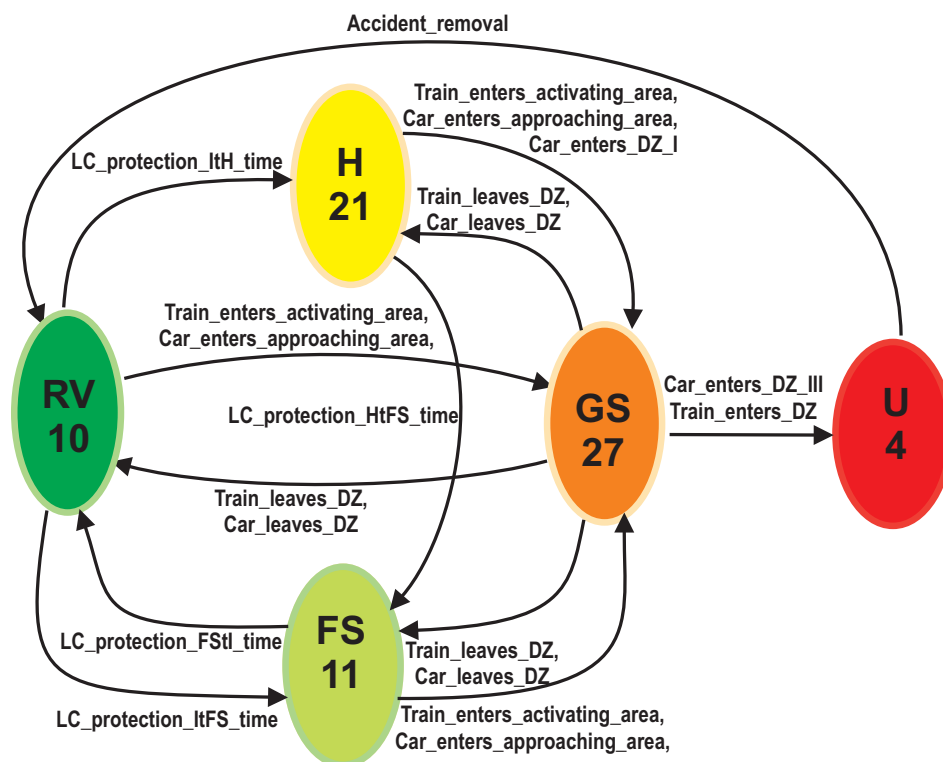 Accident_removal
Train_enters_activating_area,
Car_enters_approaching_area,
Car_enters_DZ_I
LC_protection_ItH_time
H
21
Train_leaves_DZ,
Car_leaves_DZ
Train_enters_activating_area,
Car_enters_approaching_area,
RV
10
LC_protection_HtFS_time
GS
27
Car_enters_DZ_III
Train_enters_DZ
U
4
Train_leaves_DZ,
Car_leaves_DZ
FS
11
LC_protection_FStI_time
Train_leaves_DZ,
Car_leaves_DZ
LC_protection_ItFS_time
Train_enters_activating_area,
Car_enters_approaching_area,